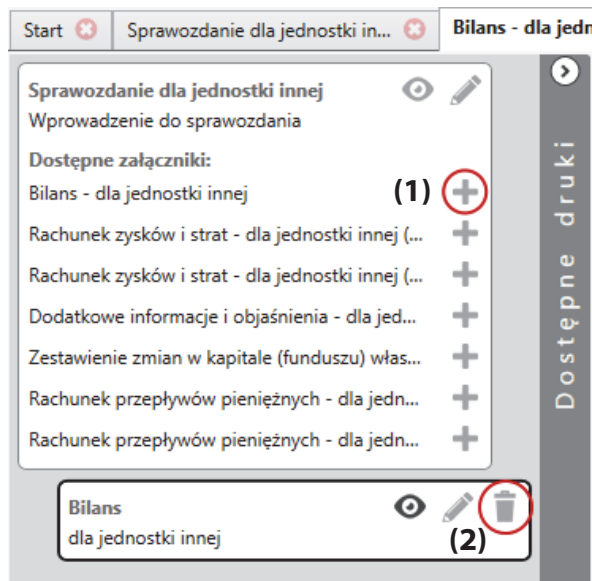 Start
Sprawozdanie dla jednostki in...
Bilans - dla jedn
Sprawozdanie dla jednostki innej
Wprowadzenie do sprawozdania
Dostępne załączniki:
Bilans - dla jednostki innej (1)
Rachunek zysków i strat - dla jednostki innej (...
Rachunek zysków i strat - dla jednostki innej (...
Dodatkowe informacje i objaśnienia - dla jed...
Zestawienie zmian w kapitale (funduszu) włas...
Rachunek przepływów pieniężnych - dla jedn...
Rachunek przepływów pieniężnych - dla jedn...
Bilans
dla jednostki innej (2)
Dostępne druki